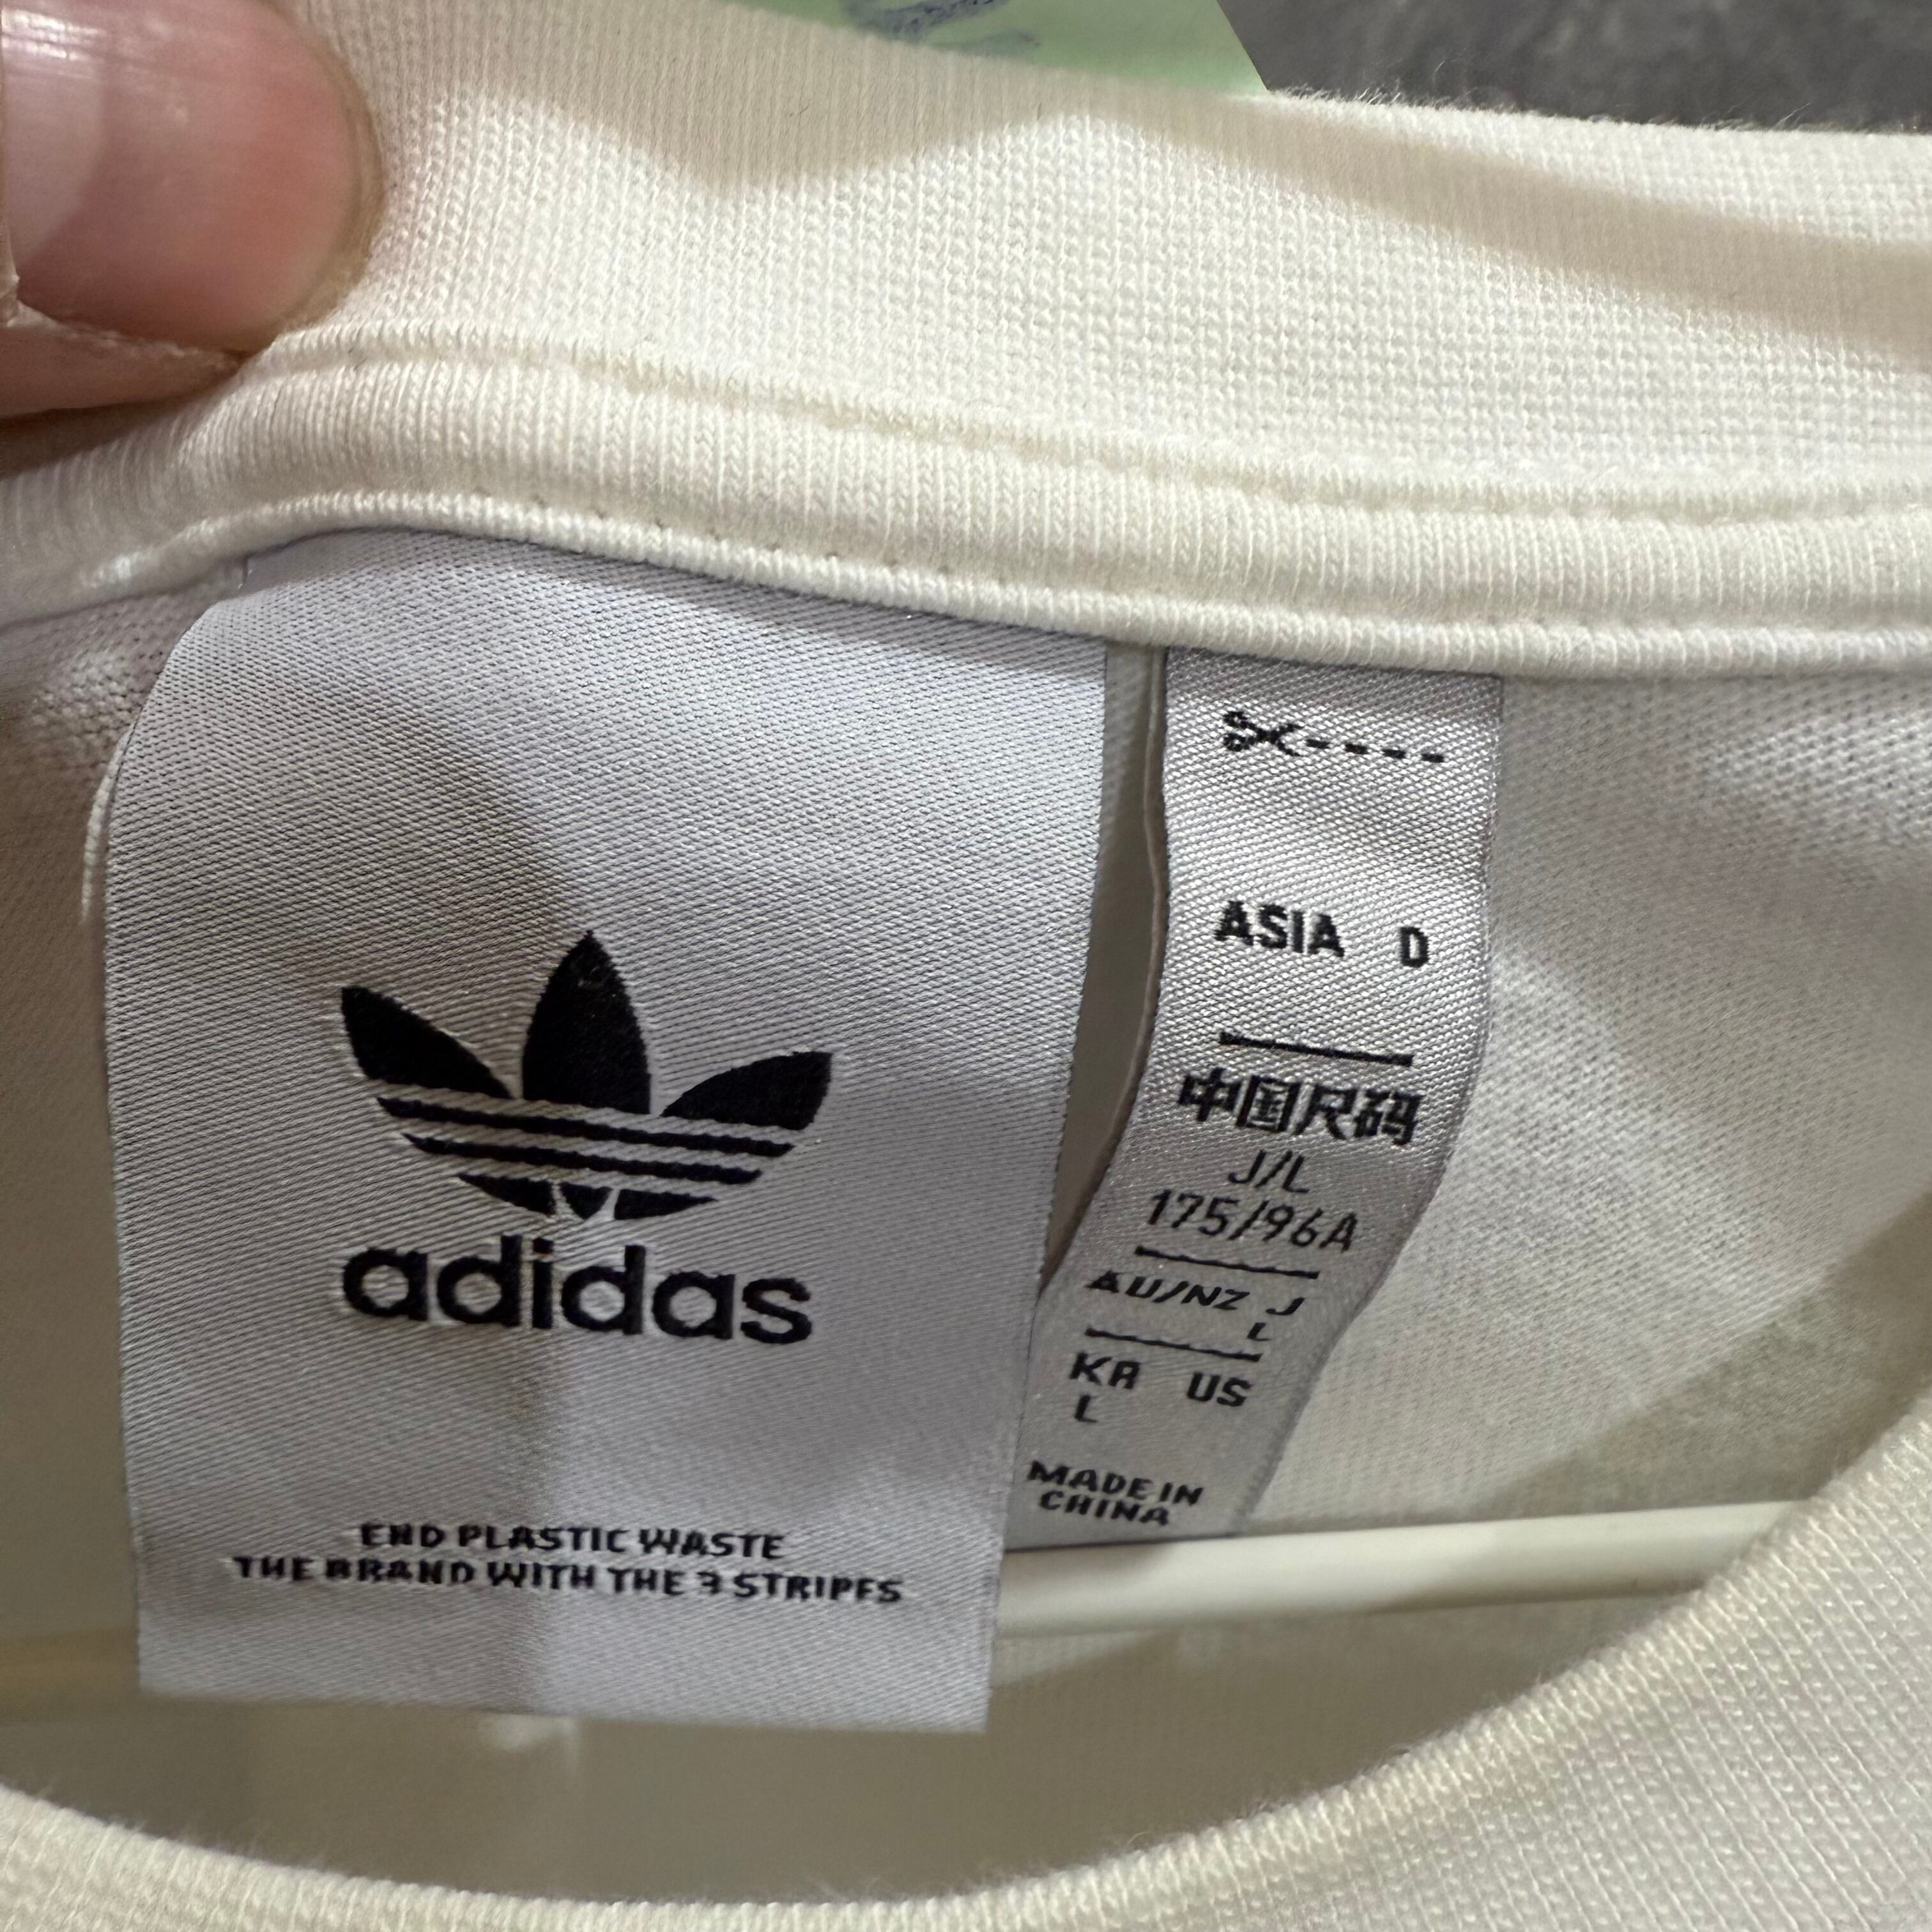 adidas
END PLASTIC WASTE
THE BRAND WITH THE 3 STRIPES
ASIA D
中国尺码
J/L
175/96A
AU/NZ J
L
KR US
L
MADE IN
CHINA